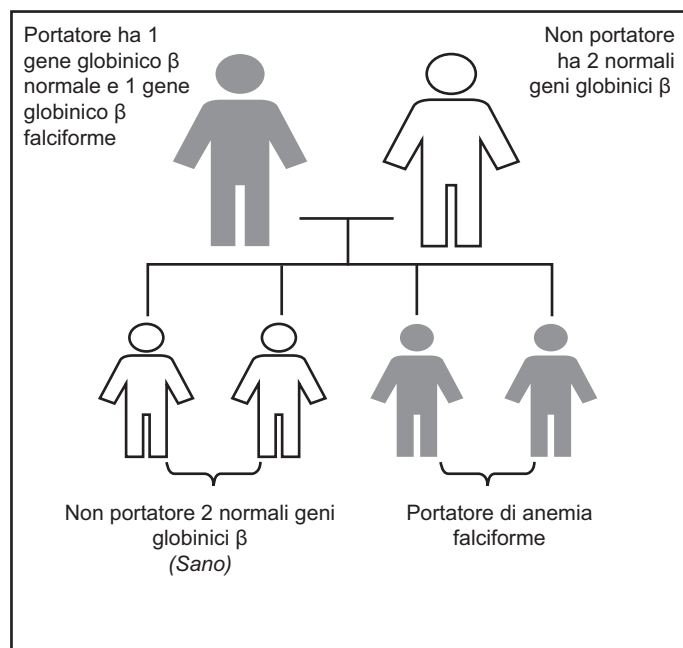 Portatore ha 1
gene globinico β
normale e 1 gene
globinico β
falciforme
Non portatore
ha 2 normali
geni globinici β
Non portatore 2 normali geni
globinici β
(Sano)
Portatore di anemia
falciforme